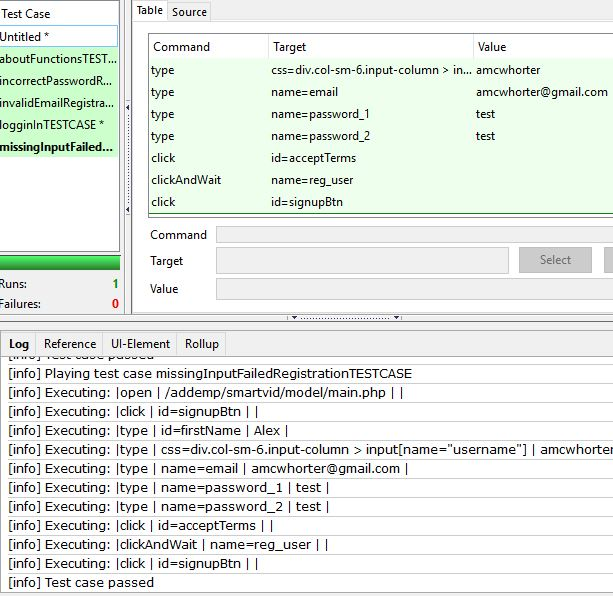 Test Case
Table Source
Untitled *
aboutFunctionsTEST...
incorrectPasswordR...
invalidEmailRegistra...
logginInTESTCASE *
missingInputFailed...
Runs: 1
Failures: 0
Command Target Value
type css=div.col-sm-6.input-column > in... amcwhorter
type name=email amcwhorter@gmail.com
type name=password_1 test
type name=password_2 test
click id=acceptTerms
clickAndWait name=reg_user
click id=signupBtn
Command
Target Select
Value
Log Reference UI-Element Rollup
[info] Test case passed
[info] Playing test case missingInputFailedRegistrationTESTCASE
[info] Executing: |open | /addemp/smartvid/model/main.php | |
[info] Executing: |click | id=signupBtn | |
[info] Executing: |type | id=firstName | Alex |
[info] Executing: |type | css=div.col-sm-6.input-column > input[name="username"] | amcwhorter
[info] Executing: |type | name=email | amcwhorter@gmail.com |
[info] Executing: |type | name=password_1 | test |
[info] Executing: |type | name=password_2 | test |
[info] Executing: |click | id=acceptTerms | |
[info] Executing: |clickAndWait | name=reg_user | |
[info] Executing: |click | id=signupBtn | |
[info] Test case passed